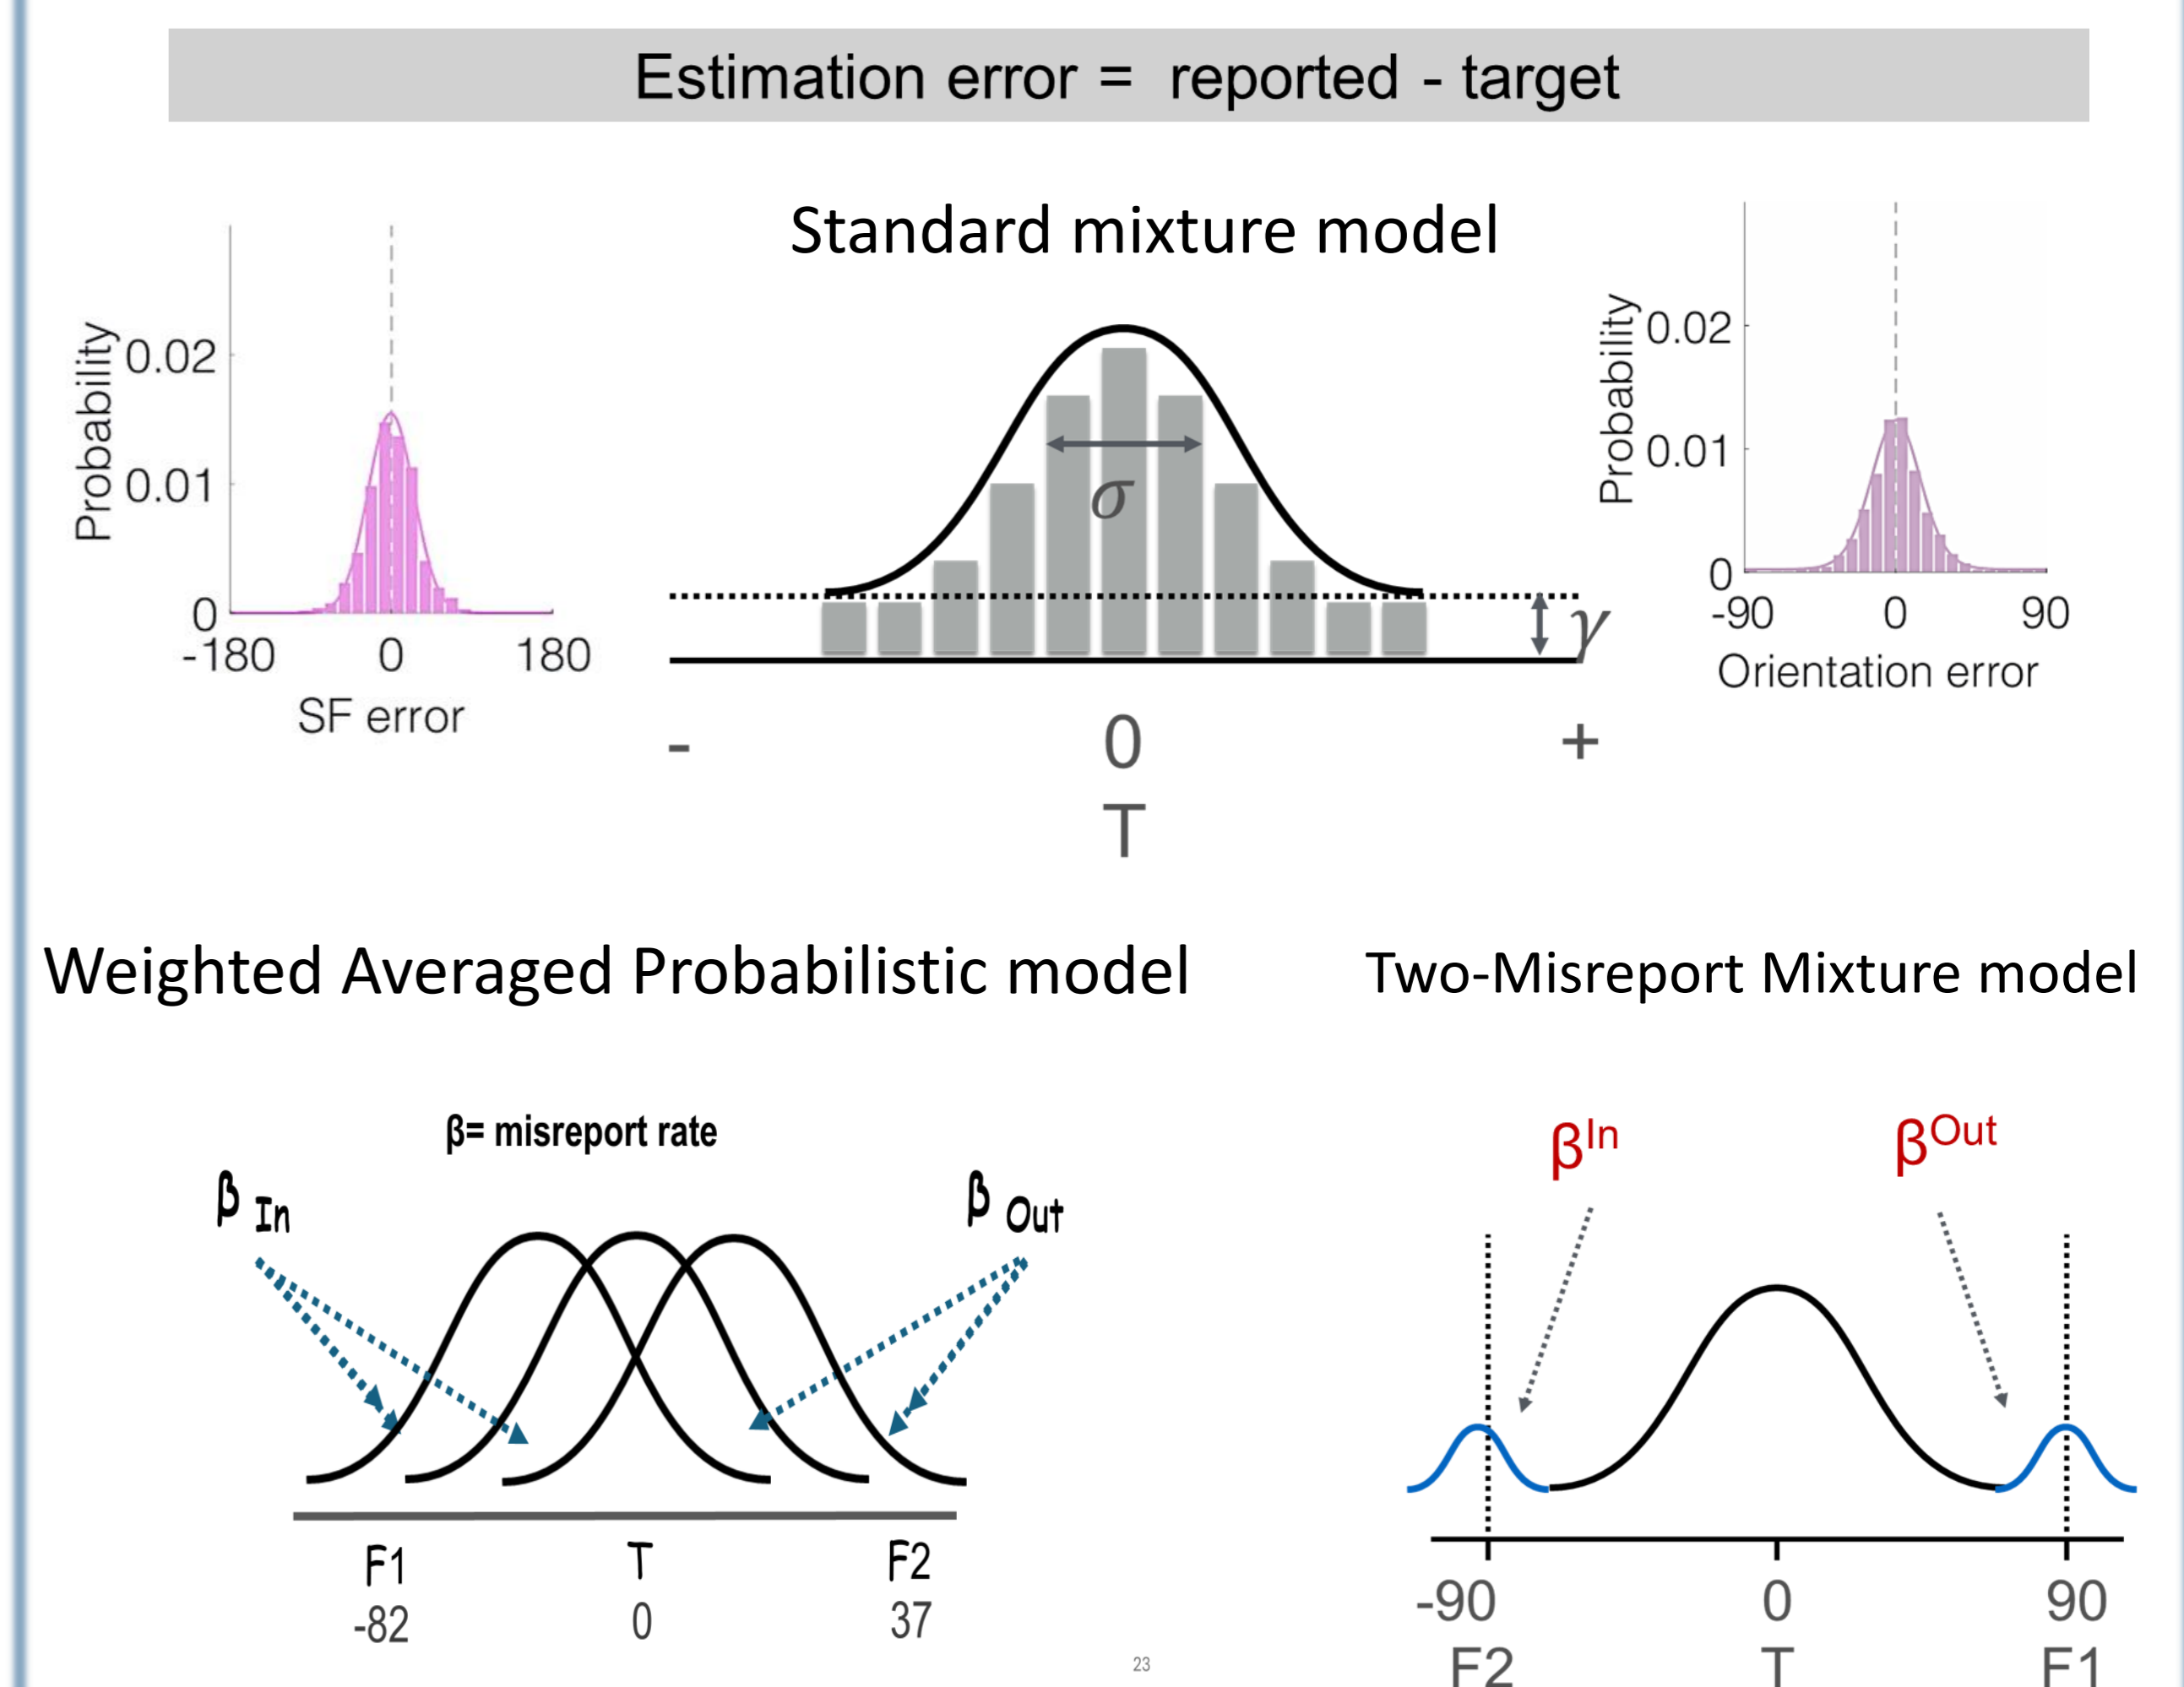 Estimation error = reported - target
Standard mixture model
Probability
0.02
0.01
0
-180 0 180
SF error
σ
γ
- 0 +
T
Probability
0.02
0.01
0
-90 0 90
Orientation error
Weighted Averaged Probabilistic model
β= misreport rate
β In
β Out
F1 T F2
-82 0 37
Two-Misreport Mixture model
βIn
βOut
-90 0 90
F2 T F1
23